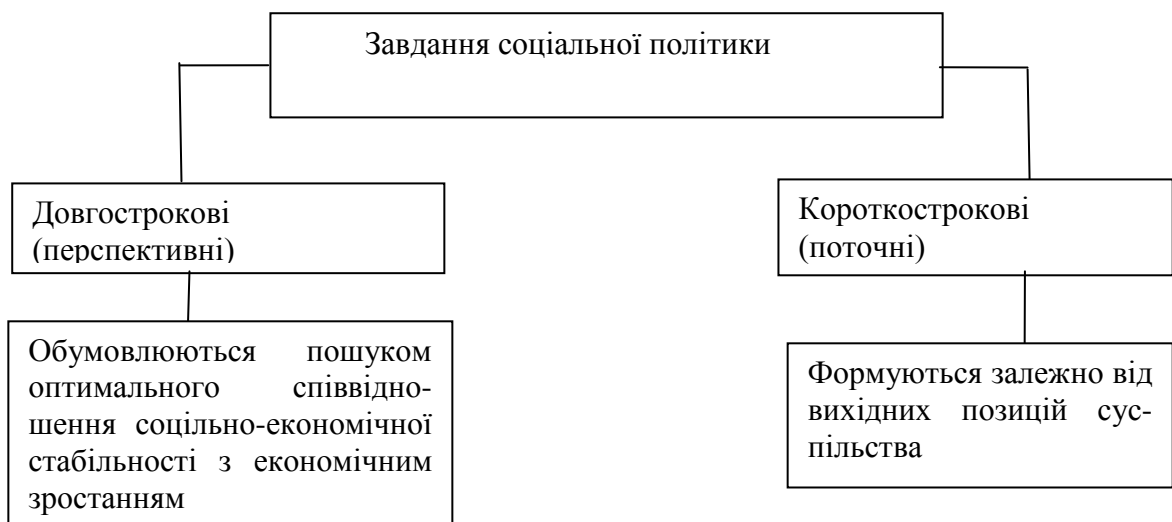 Завдання соціальної політики
Довгострокові
(перспективні)
Короткострокові
(поточні)
Обумовлюються пошуком
оптимального співвідно-
шення соцільно-економічної
стабільності з економічним
зростанням
Формуються залежно від
вихідних позицій сус-
пільства